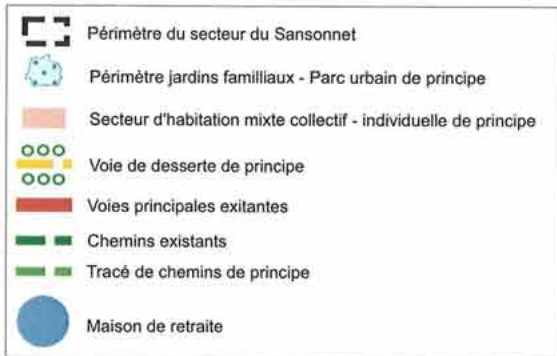 Périmètre du secteur du Sansonnet
Périmètre jardins familliaux - Parc urbain de principe
Secteur d'habitation mixte collectif - individuelle de principe
Voie de desserte de principe
Voies principales exitantes
Chemins existants
Tracé de chemins de principe
Maison de retraite